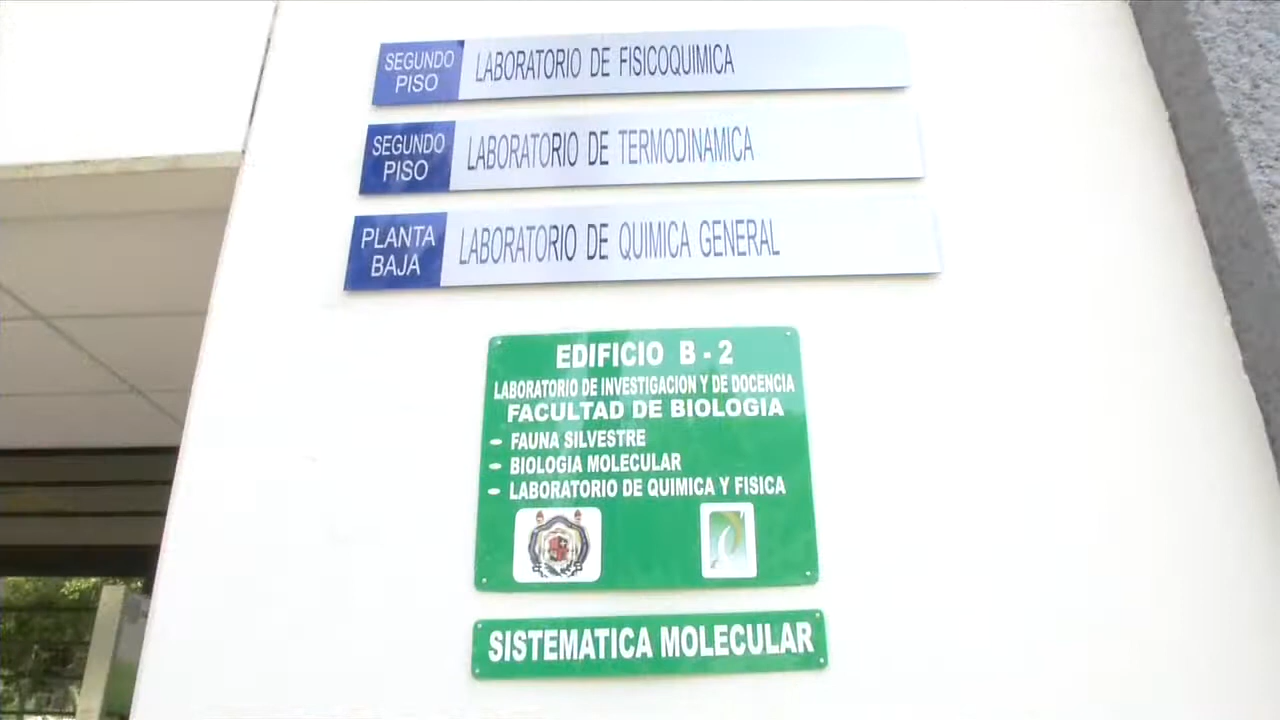 SEGUNDO
PISO
LABORATORIO DE FISICOQUIMICA
SEGUNDO
PISO
LABORATORIO DE TERMODINAMICA
PLANTA
BAJA
LABORATORIO DE QUIMICA GENERAL
EDIFICIO B - 2
LABORATORIO DE INVESTIGACION Y DE DOCENCIA
FACULTAD DE BIOLOGIA
- FAUNA SILVESTRE
- BIOLOGIA MOLECULAR
- LABORATORIO DE QUIMICA Y FISICA
SISTEMATICA MOLECULAR